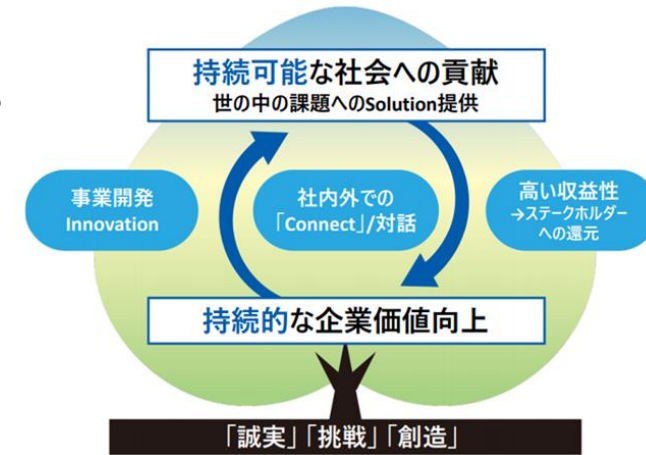 持続可能な社会への貢献
世の中の課題へのSolution提供
事業開発
Innovation
社内外での
「Connect」/対話
高い収益性
→ステークホルダー
への還元
持続的な企業価値向上
「誠実」「挑戦」「創造」